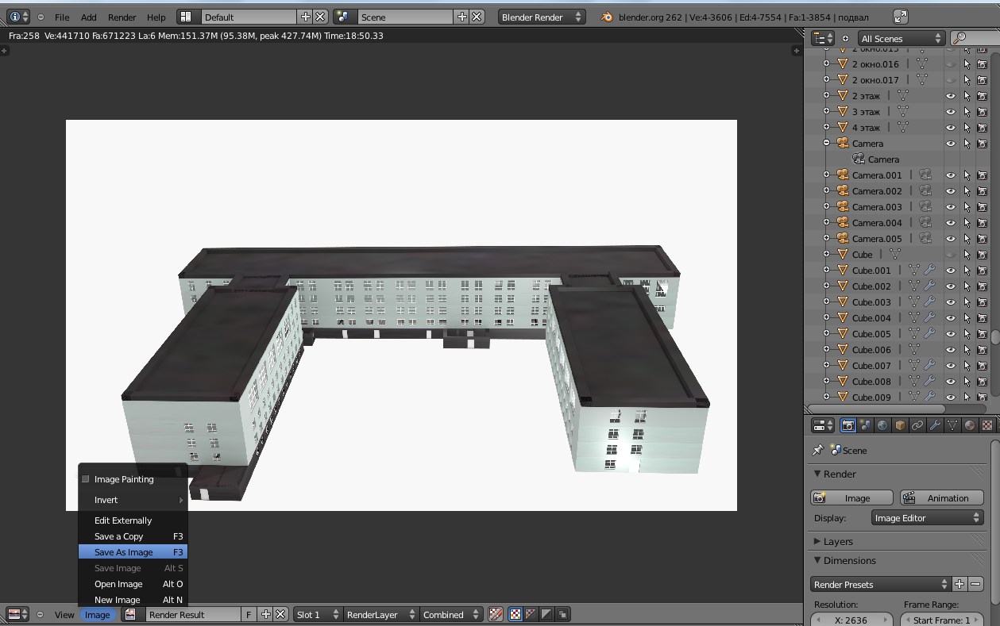 File Add Render Help Default Scene Blender Render blender.org 262 | Ve:4-3606 | Ed:4-7554 | Fa:1-3854 | подвал
Fra:258 Ve:441710 Fa:671223 La:6 Mem:151.37M (95.38M, peak 427.74M) Time:18:50.33
All Scenes
2 окно.015
2 окно.016
2 окно.017
2 этаж
3 этаж
4 этаж
Camera
Camera
Camera.001
Camera.002
Camera.003
Camera.004
Camera.005
Cube
Cube.001
Cube.002
Cube.003
Cube.004
Cube.005
Cube.006
Cube.007
Cube.008
Cube.009
Scene
Render
Image Animation
Display: Image Editor
Layers
Dimensions
Render Presets
Resolution: Frame Range:
X: 2636 Start Frame: 1
Image Painting
Invert
Edit Externally
Save a Copy F3
Save As Image F3
Save Image Alt S
Open Image Alt O
New Image Alt N
View Image Render Result F Slot 1 RenderLayer Combined